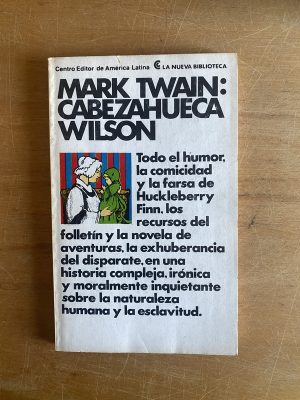 Centro Editor de América Latina LA NUEVA BIBLIOTECA
MARK TWAIN:
CABEZAHUECA
WILSON
Todo el humor,
la comicidad
y la farsa de
Huckleberry
Finn, los
recursos del
folletín y la novela de
aventuras, la exhuberancia
del disparate, en una
historia compleja, irónica
y moralmente inquietante
sobre la naturaleza
humana y la esclavitud.